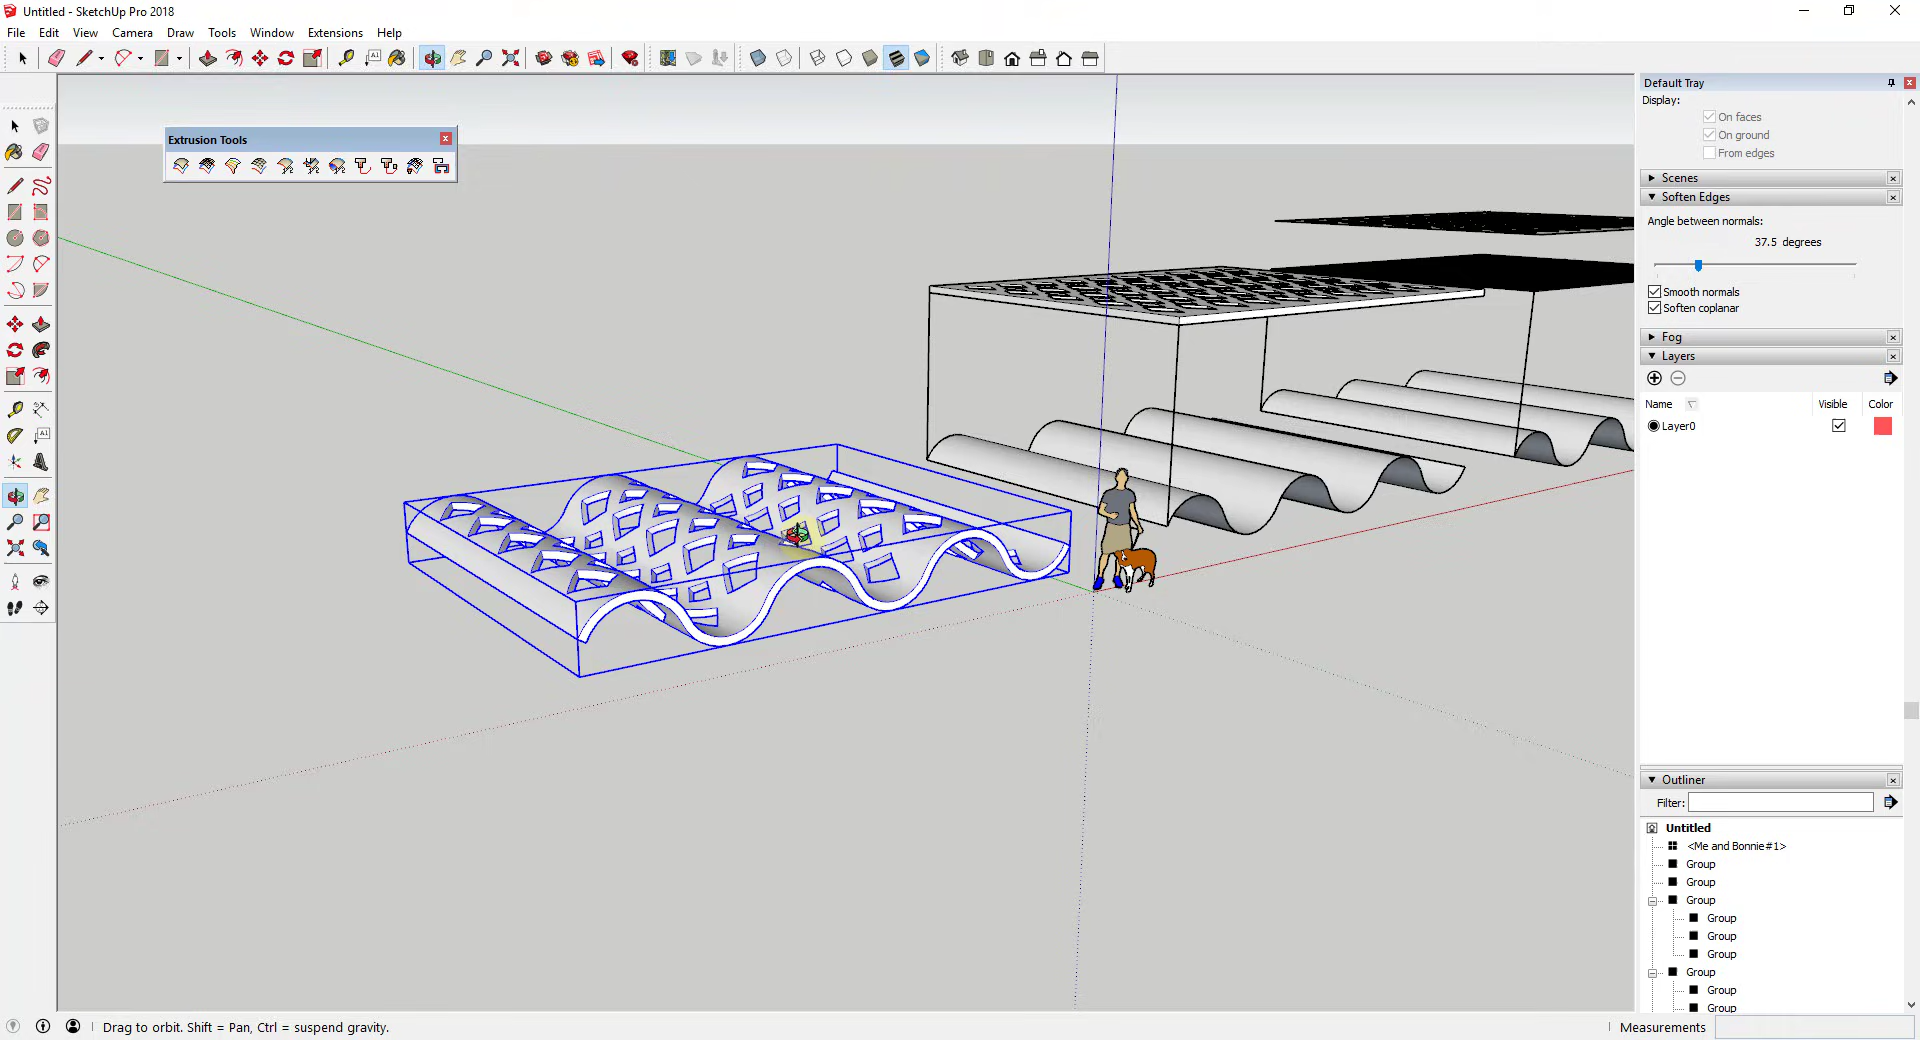 Untitled - SketchUp Pro 2018
File Edit View Camera Draw Tools Window Extensions Help
Extrusion Tools
Default Tray
Display:
On faces
On ground
From edges
Scenes
Soften Edges
Angle between normals:
37.5 degrees
Smooth normals
Soften coplanar
Fog
Layers
Name Visible Color
Layer0
Outliner
Filter:
Untitled
<Me and Bonnie#1>
Group
Group
Group
Group
Group
Group
Group
Group
Group
Drag to orbit. Shift = Pan, Ctrl = suspend gravity.
Measurements